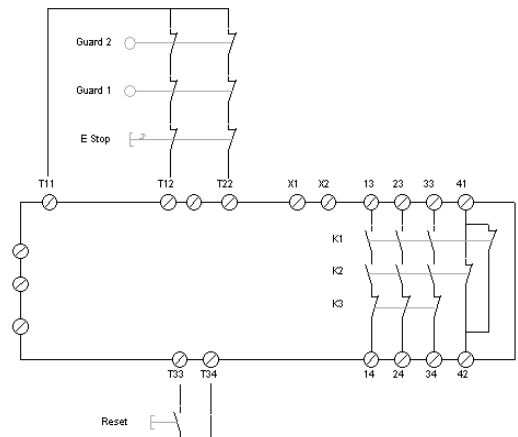 Guard 2
Guard 1
E Stop
T11 T12 T22 X1 X2 13 23 33 41
K1
K2
K3
T33 T34 14 24 34 42
Reset